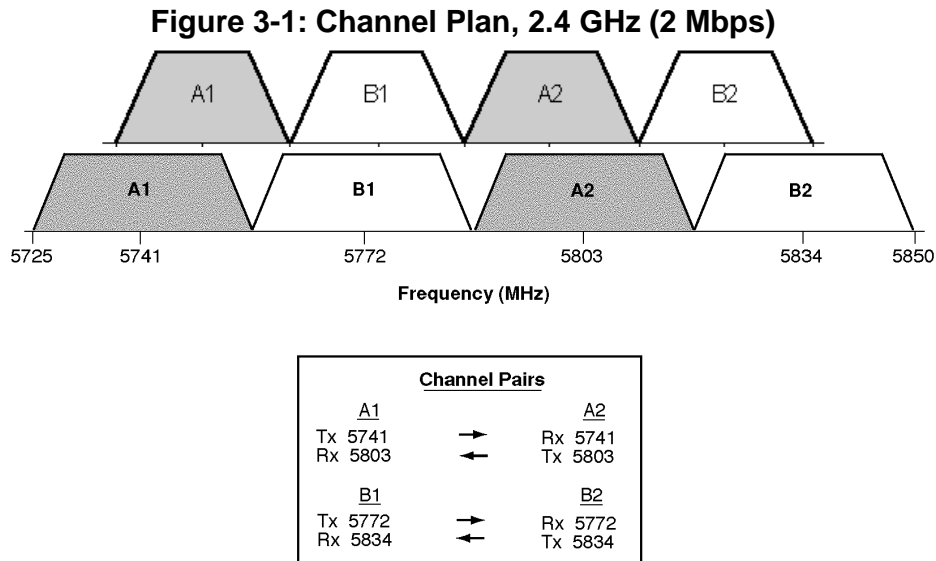 Figure 3-1: Channel Plan, 2.4 GHz (2 Mbps)
A1 B1 A2 B2
A1 B1 A2 B2
5725 5741 5772 5803 5834 5850
Frequency (MHz)
Channel Pairs
A1 A2
Tx 5741 → Rx 5741
Rx 5803 ← Tx 5803
B1 B2
Tx 5772 → Rx 5772
Rx 5834 ← Tx 5834